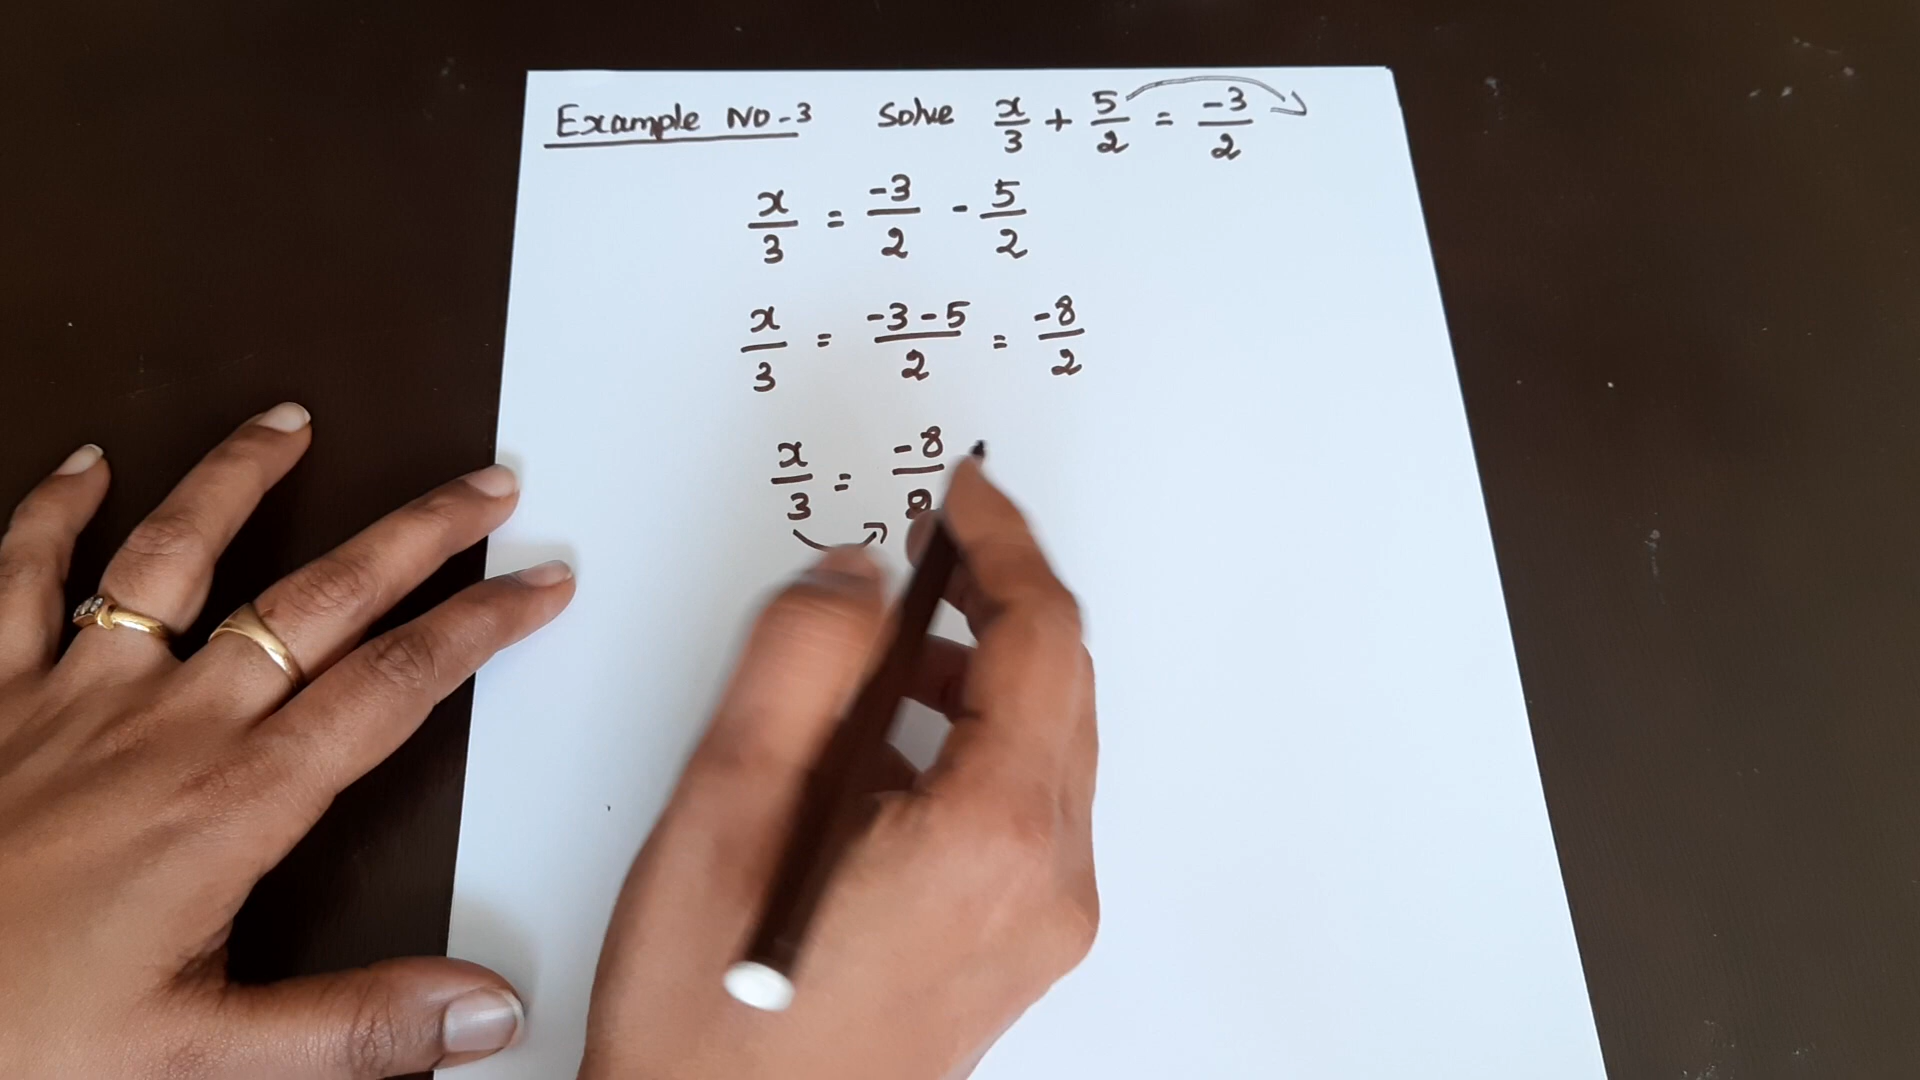 Example No-3 Solve x/3 + 5/2 = -3/2
x/3 = -3/2 - 5/2
x/3 = -3-5/2 = -8/2
x/3 = -8/2